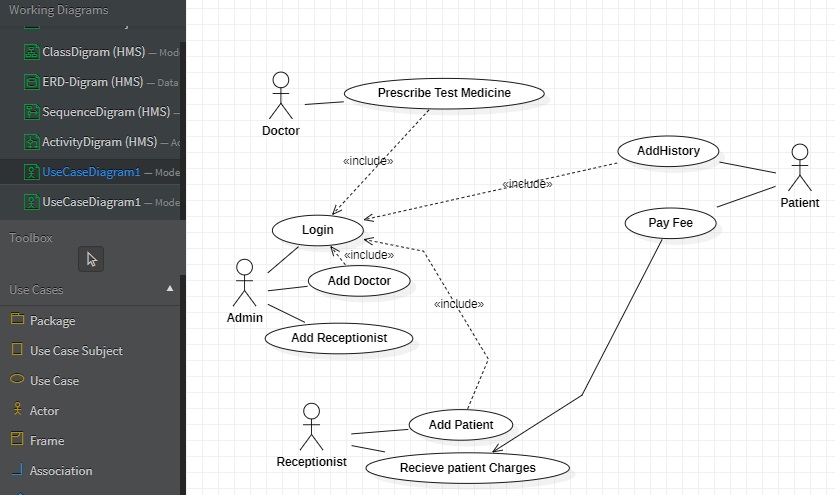 Working Diagrams
ClassDigram (HMS) — Mod
ERD-Digram (HMS) — Data
SequenceDigram (HMS) —
ActivityDigram (HMS) — Ac
UseCaseDiagram1 — Mode
UseCaseDiagram1 — Mode
Toolbox
Use Cases
Package
Use Case Subject
Use Case
Actor
Frame
Association
Prescribe Test Medicine
Doctor
«include»
AddHistory
«include»
Patient
Pay Fee
Login
«include»
Add Doctor
Admin
«include»
Add Receptionist
Add Patient
Receptionist
Recieve patient Charges